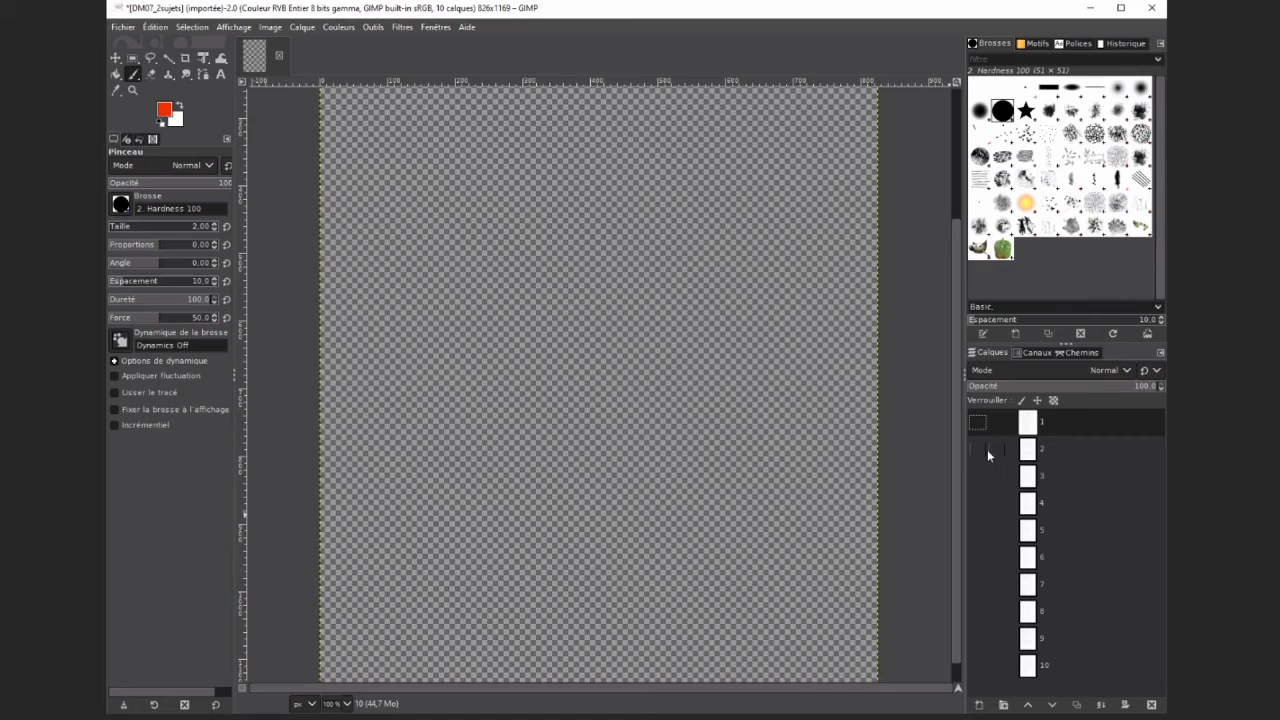 *[DM07_2sujets] (importée)-2.0 (Couleur RVB Entier 8 bits gamma, GIMP built-in sRGB, 10 calques) 826x1169 – GIMP
Fichier Édition Sélection Affichage Image Calque Couleurs Outils Filtres Fenêtres Aide
Brosses Motifs Polices Historique
filtre
2. Hardness 100 (51 × 51)
Pinceau
Mode Normal
Opacité 100
Brosse
2. Hardness 100
Taille 2.00
Proportions 0.00
Angle 0.00
Espacement 10.0
Dureté 100.0
Force 50.0
Dynamique de la brosse
Dynamics Off
Options de dynamique
Appliquer fluctuation
Lisser le tracé
Fixer la brosse à l'affichage
Incrémentiel
Basic,
Espacement 10.0
Calques Canaux Chemins
Mode Normal
Opacité 100.0
Verrouiller :
1
2
3
4
5
6
7
8
9
10
px 100 % 10 (44,7 Mo)